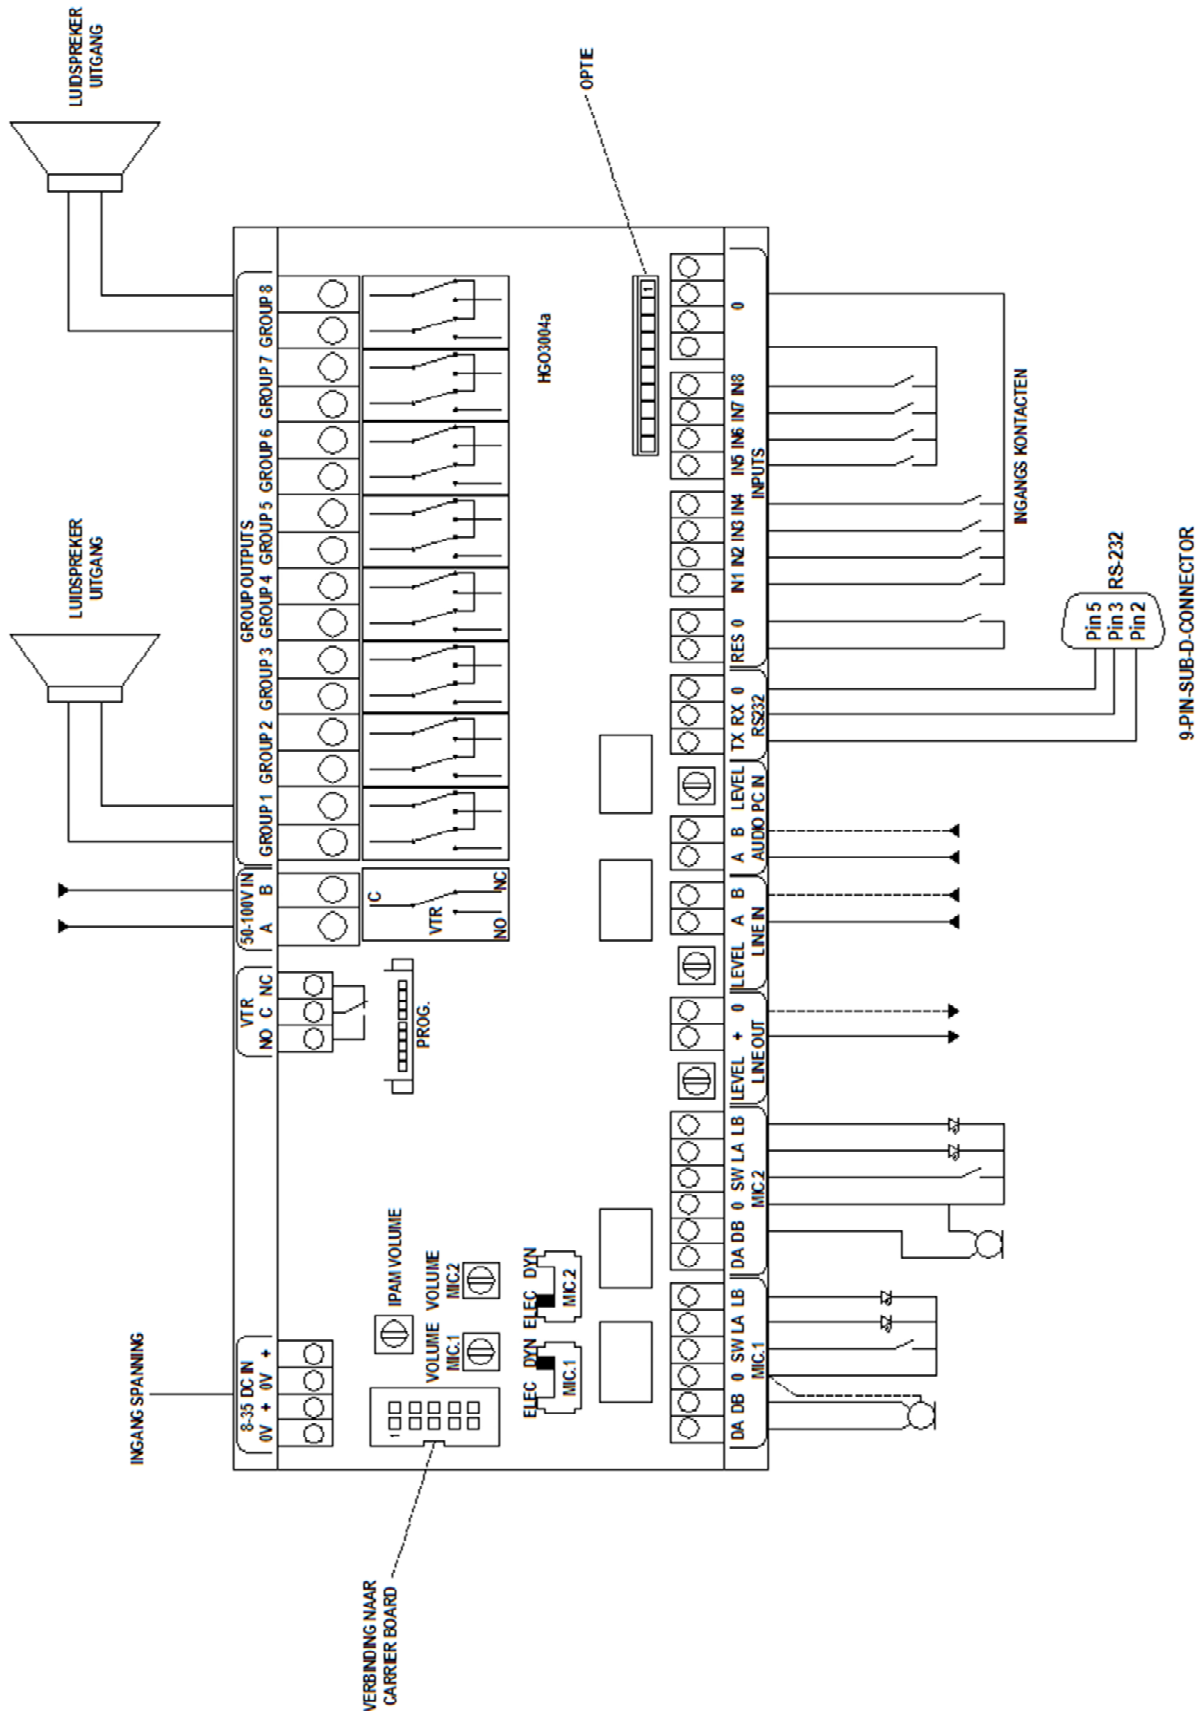 LUIDSPREKER
UITGANG
LUIDSPREKER
UITGANG
INGANG SPANNING
8-35 DC IN
0V + 0V +
VTR
NO C NC
50-100V IN
A B
GROUP OUTPUTS
GROUP 1 GROUP 2 GROUP 3 GROUP 4 GROUP 5 GROUP 6 GROUP 7 GROUP 8
C
VTR
NO
NC
PROG.
HGO3004a
OPTIE
1
VERBINDING NAAR
CARRIER BOARD
1
IPAM VOLUME
VOLUME
MIC.1
VOLUME
MIC.2
ELEC DYN
MIC.1
ELEC DYN
MIC.2
DA DB 0 SW LA LB
MIC.1
DA DB 0 SW LA LB
MIC.2
LEVEL + 0
LINE OUT
LEVEL A B
LINE IN
A B LEVEL
AUDIO PC IN
TX RX 0
RS232
RES 0
IN1 IN2 IN3 IN4 IN5 IN6 IN7 IN8
0
INPUTS
INGANGS KONTACTEN
Pin 5
Pin 3
Pin 2
RS-232
9-PIN-SUB-D-CONNECTOR